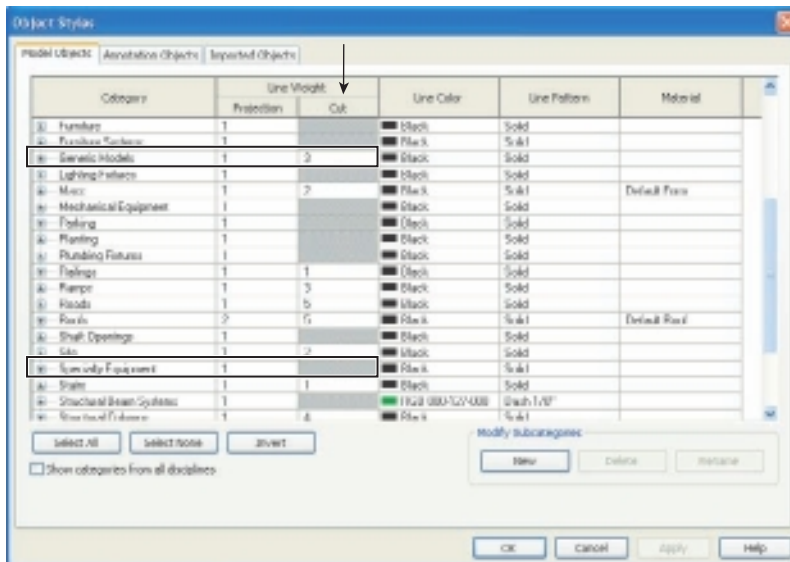 Object Styles
Model Objects Annotation Objects Imported Objects
Category Line Weight Line Color Line Pattern Material
Projection Cut
Furniture 1 Black Solid
Furniture Systems 1 Black Solid
Generic Models 1 3 Black Solid
Lighting Fixtures 1 Black Solid
Mass 1 2 Black Solid Default Form
Mechanical Equipment 1 Black Solid
Parking 1 Black Solid
Planting 1 Black Solid
Plumbing Fixtures 1 Black Solid
Railings 1 1 Black Solid
Ramps 1 3 Black Solid
Roads 1 5 Black Solid
Roofs 2 5 Black Solid Default Roof
Shaft Openings 1 Black Solid
Site 1 2 Black Solid
Specialty Equipment 1 Black Solid
Stairs 1 1 Black Solid
Structural Beam Systems 1 RGB 000-127-000 Dash 1/8"
Structural Columns 1 4 Black Solid
Select All Select None Invert
Modify Subcategories
New Delete Rename
Show categories from all disciplines
OK Cancel Apply Help